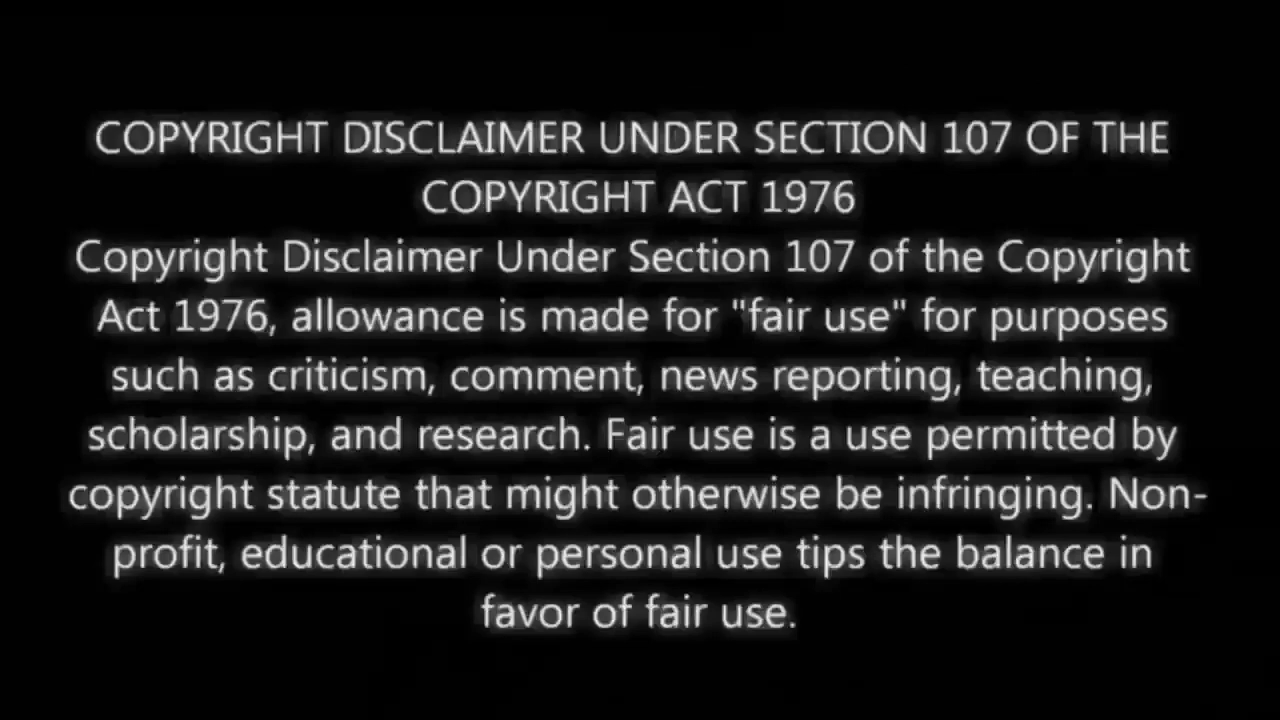 COPYRIGHT DISCLAIMER UNDER SECTION 107 OF THE
COPYRIGHT ACT 1976
Copyright Disclaimer Under Section 107 of the Copyright
Act 1976, allowance is made for "fair use" for purposes
such as criticism, comment, news reporting, teaching,
scholarship, and research. Fair use is a use permitted by
copyright statute that might otherwise be infringing. Non-
profit, educational or personal use tips the balance in
favor of fair use.